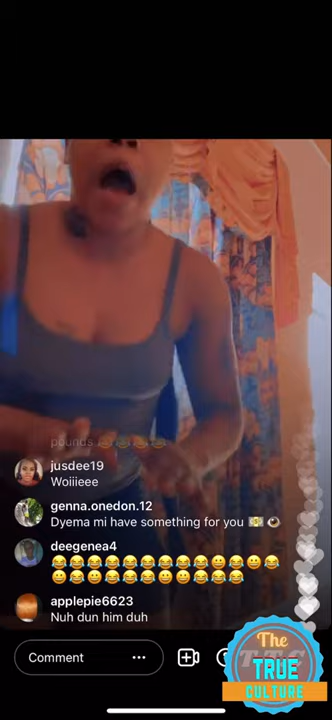 pounds 😂😂😂😂
jusdee19
Woiiieee
genna.onedon.12
Dyema mi have something for you 💵👁
deegenea4
😂😂😂😂😂😂😂😂😂😀😂😀😀😂
😀😂😀😂😂😂😀😀😂😂😂
applepie6623
Nuh dun him duh
Comment
The
TRUE
CULTURE